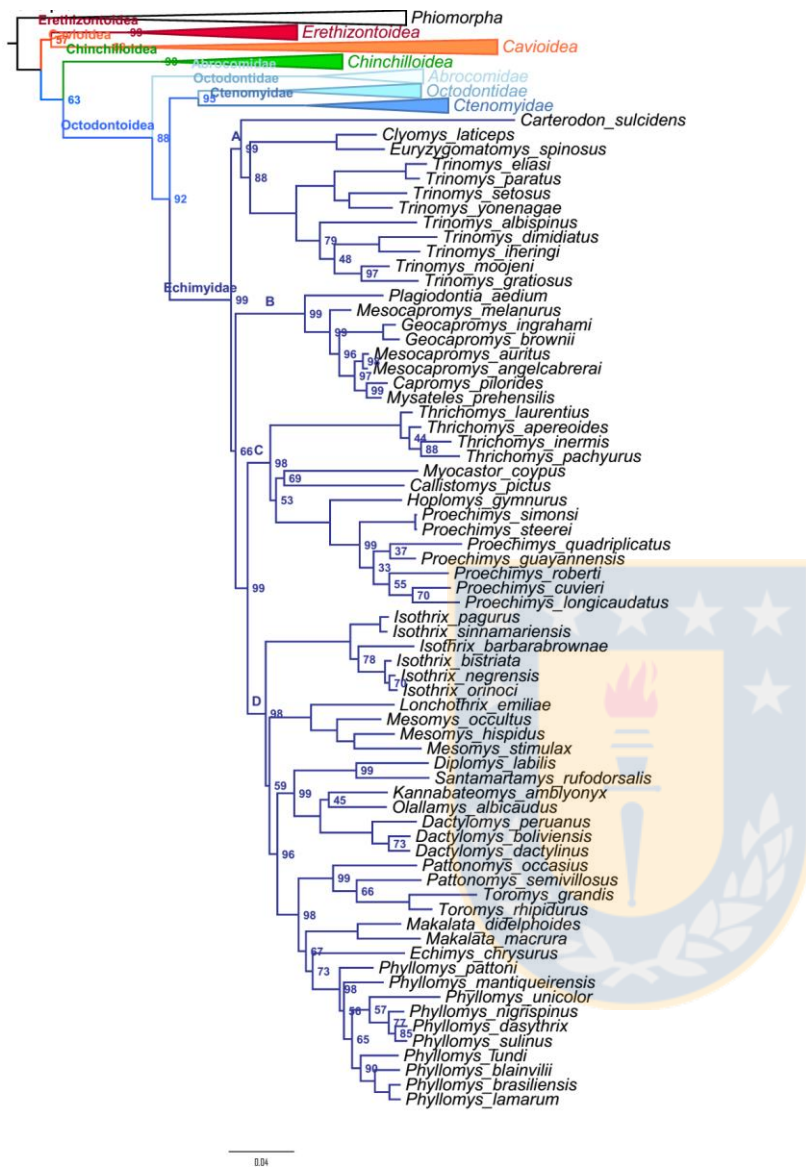 Phiomorpha
Erethizontoidea
99
Erethizontoidea
Cavioidea
57
Cavioidea
Chinchilloidea
Chinchilloidea
Abrocomidae
Abrocomidae
Octodontidae
Octodontidae
63
Ctenomyidae
95
Ctenomyidae
Carterodon_sulcidens
Octodontoidea
88
A
Clyomys_laticeps
99
Euryzygomatomys_spinosus
Trinomys_eliasi
88
Trinomys_paratus
92
Trinomys_setosus
Trinomys_yonenagae
Trinomys_albispinus
79
Trinomys_dimidiatus
48
Trinomys_iheringi
Trinomys_moojeni
97
Trinomys_gratiosus
Echimyidae
99
B
Plagiodontia_aedium
99
Mesocapromys_melanurus
Geocapromys_ingrahami
99
Geocapromys_brownii
96
Mesocapromys_auritus
97
Mesocapromys_angelcabrerai
99
Capromys_pilorides
Mysateles_prehensilis
Thrichomys_laurentius
Thrichomys_apereoides
44
Thrichomys_inermis
66
C
88
Thrichomys_pachyurus
98
Myocastor_coypus
69
Callistomys_pictus
53
Hoplomys_gymnurus
Proechimys_simonsi
Proechimys_steerei
99
Proechimys_quadriplicatus
37
Proechimys_guayannensis
33
Proechimys_roberti
99
55
Proechimys_cuvieri
70
Proechimys_longicaudatus
Isothrix_pagurus
Isothrix_sinnamariensis
Isothrix_barbarabrownae
78
Isothrix_bistriata
Isothrix_negrensis
70
Isothrix_orinoci
D
98
Lonchothrix_emiliae
Mesomys_occultus
Mesomys_hispidus
Mesomys_stimulax
Diplomys_labilis
99
Santamartamys_rufodorsalis
59
99
Kannabateomys_amblyonyx
45
Olallamys_albicaudus
Dactylomys_peruanus
Dactylomys_boliviensis
73
Dactylomys_dactylinus
96
Pattonomys_occasius
99
Pattonomys_semivillosus
66
Toromys_grandis
98
Toromys_rhipidurus
Makalata_didelphoides
Makalata_macrura
67
Echimys_chrysurus
73
Phyllomys_pattoni
98
Phyllomys_mantiqueirensis
Phyllomys_unicolor
56
57
Phyllomys_nigrispinus
77
Phyllomys_dasythrix
85
Phyllomys_sulinus
65
Phyllomys_lundi
90
Phyllomys_blainvilii
Phyllomys_brasiliensis
Phyllomys_lamarum
0.04